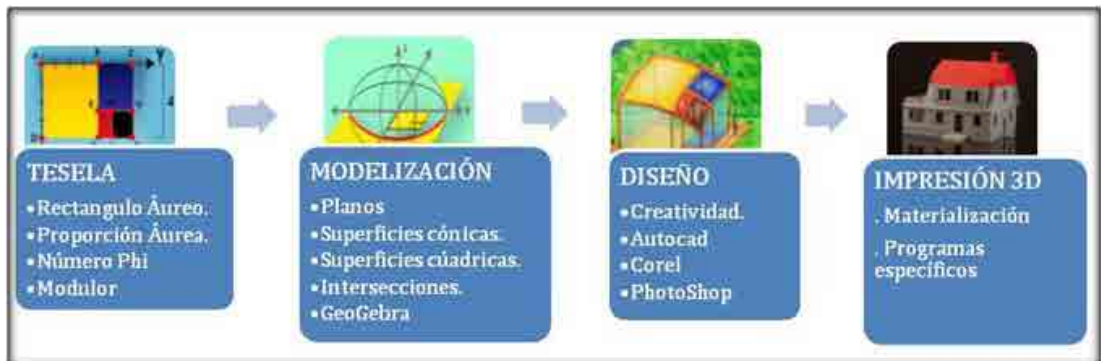 TESELA
•Rectangulo Áureo.
•Proporción Áurea.
•Número Phi
•Modulor
MODELIZACIÓN
•Planos
•Superficies cónicas.
•Superficies cúadricas.
•Intersecciones.
•GeoGebra
DISEÑO
•Creatividad.
•Autocad
•Corel
•PhotoShop
IMPRESIÓN 3D
. Materialización
. Programas
específicos